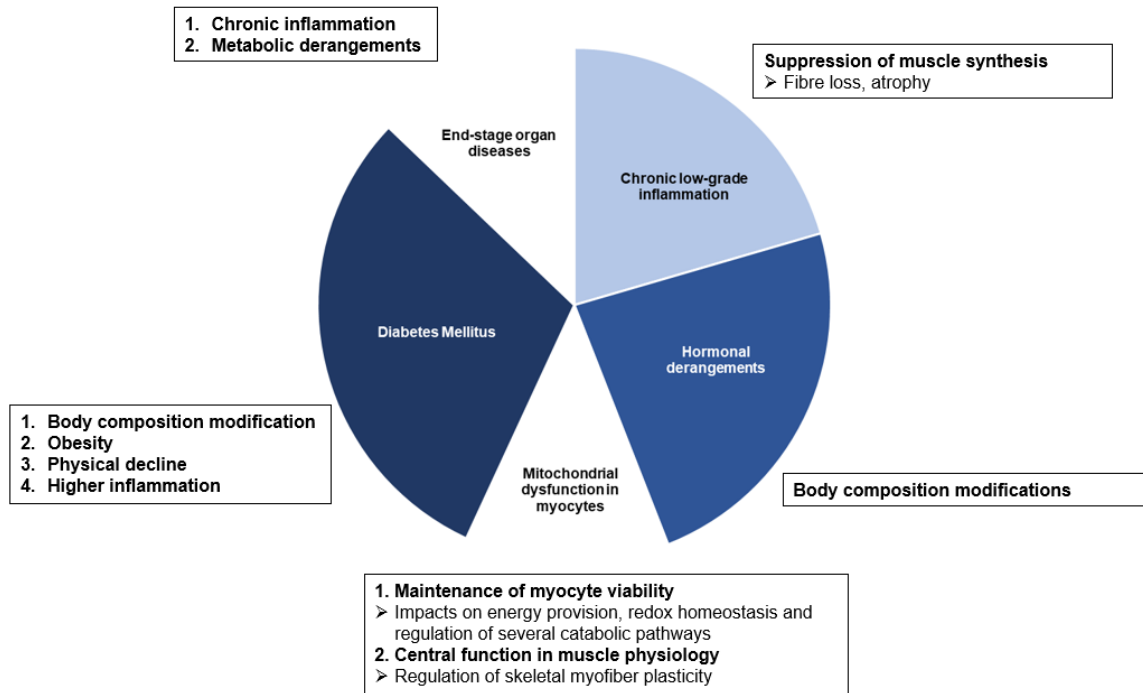 1. Chronic inflammation
2. Metabolic derangements
Suppression of muscle synthesis
➢ Fibre loss, atrophy
End-stage organ
diseases
Chronic low-grade
inflammation
Diabetes Mellitus
Hormonal
derangements
1. Body composition modification
2. Obesity
3. Physical decline
4. Higher inflammation
Mitochondrial
dysfunction in
myocytes
Body composition modifications
1. Maintenance of myocyte viability
➢ Impacts on energy provision, redox homeostasis and
regulation of several catabolic pathways
2. Central function in muscle physiology
➢ Regulation of skeletal myofiber plasticity